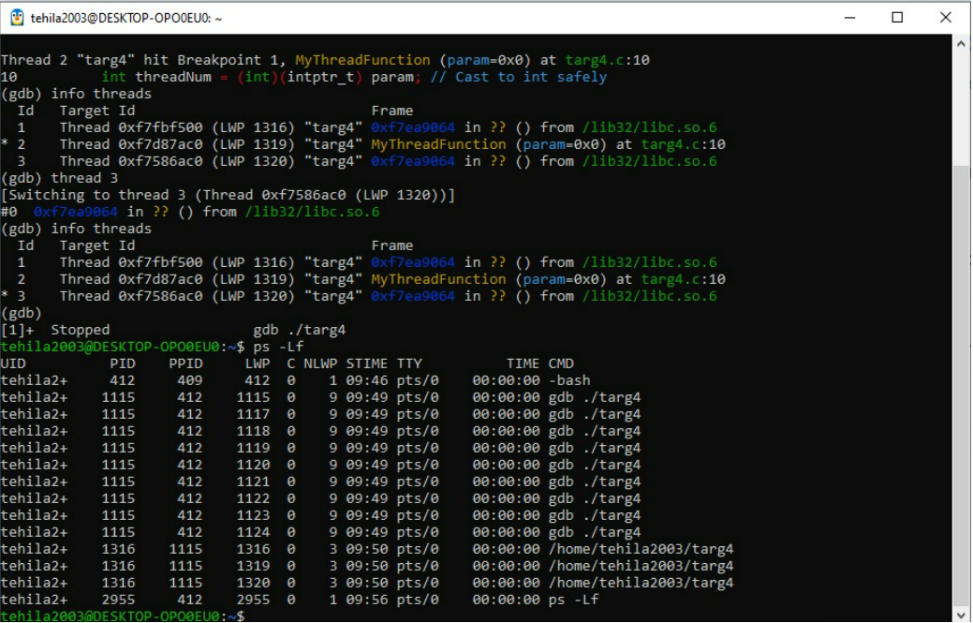 tehila2003@DESKTOP-OPO0EU0: ~
Thread 2 "targ4" hit Breakpoint 1, MyThreadFunction (param=0x0) at targ4.c:10
10          int threadNum = (int)(intptr_t) param; // Cast to int safely
(gdb) info threads
  Id   Target Id                            Frame
  1    Thread 0xf7fbf500 (LWP 1316) "targ4" 0xf7ea9064 in ?? () from /lib32/libc.so.6
* 2    Thread 0xf7d87ac0 (LWP 1319) "targ4" MyThreadFunction (param=0x0) at targ4.c:10
  3    Thread 0xf7586ac0 (LWP 1320) "targ4" 0xf7ea9064 in ?? () from /lib32/libc.so.6
(gdb) thread 3
[Switching to thread 3 (Thread 0xf7586ac0 (LWP 1320))]
#0  0xf7ea9064 in ?? () from /lib32/libc.so.6
(gdb) info threads
  Id   Target Id                            Frame
  1    Thread 0xf7fbf500 (LWP 1316) "targ4" 0xf7ea9064 in ?? () from /lib32/libc.so.6
  2    Thread 0xf7d87ac0 (LWP 1319) "targ4" MyThreadFunction (param=0x0) at targ4.c:10
* 3    Thread 0xf7586ac0 (LWP 1320) "targ4" 0xf7ea9064 in ?? () from /lib32/libc.so.6
(gdb)
[1]+  Stopped                 gdb ./targ4
tehila2003@DESKTOP-OPO0EU0:~$ ps -Lf
UID          PID    PPID     LWP  C NLWP STIME TTY          TIME CMD
tehila2+     412     409     412  0    1 09:46 pts/0    00:00:00 -bash
tehila2+    1115     412    1115  0    9 09:49 pts/0    00:00:00 gdb ./targ4
tehila2+    1115     412    1117  0    9 09:49 pts/0    00:00:00 gdb ./targ4
tehila2+    1115     412    1118  0    9 09:49 pts/0    00:00:00 gdb ./targ4
tehila2+    1115     412    1119  0    9 09:49 pts/0    00:00:00 gdb ./targ4
tehila2+    1115     412    1120  0    9 09:49 pts/0    00:00:00 gdb ./targ4
tehila2+    1115     412    1121  0    9 09:49 pts/0    00:00:00 gdb ./targ4
tehila2+    1115     412    1122  0    9 09:49 pts/0    00:00:00 gdb ./targ4
tehila2+    1115     412    1123  0    9 09:49 pts/0    00:00:00 gdb ./targ4
tehila2+    1115     412    1124  0    9 09:49 pts/0    00:00:00 gdb ./targ4
tehila2+    1316    1115    1316  0    3 09:50 pts/0    00:00:00 /home/tehila2003/targ4
tehila2+    1316    1115    1319  0    3 09:50 pts/0    00:00:00 /home/tehila2003/targ4
tehila2+    1316    1115    1320  0    3 09:50 pts/0    00:00:00 /home/tehila2003/targ4
tehila2+    2955     412    2955  0    1 09:56 pts/0    00:00:00 ps -Lf
tehila2003@DESKTOP-OPO0EU0:~$